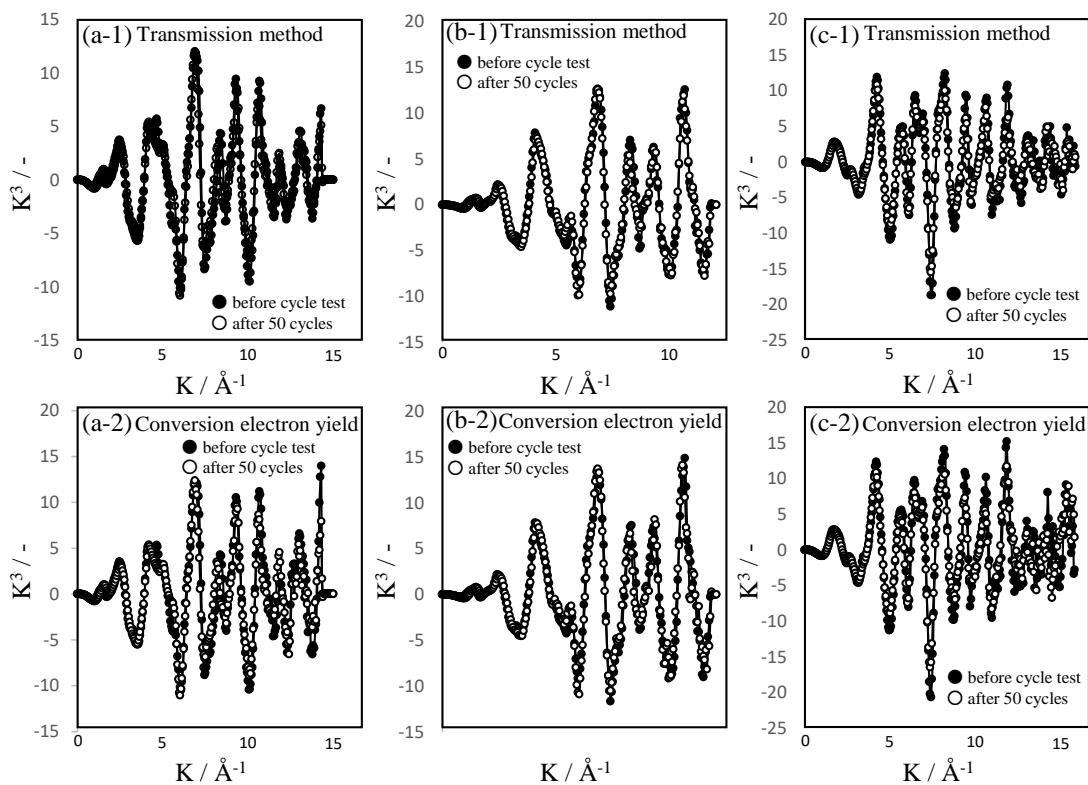 (a-1) Transmission method
15
10
5
0
-5
-10
-15
0 5 10 15
K³ / -
K / Å⁻¹
● before cycle test
○ after 50 cycles
(b-1) Transmission method
20
15
10
5
0
-5
-10
-15
0 5 10
K³ / -
K / Å⁻¹
● before cycle test
○ after 50 cycles
(c-1) Transmission method
20
15
10
5
0
-5
-10
-15
-20
-25
0 5 10 15
K³ / -
K / Å⁻¹
● before cycle test
○ after 50 cycles
(a-2) Conversion electron yield
20
15
10
5
0
-5
-10
-15
0 5 10 15
K³ / -
K / Å⁻¹
● before cycle test
○ after 50 cycles
(b-2) Conversion electron yield
20
15
10
5
0
-5
-10
-15
K³ / -
K / Å⁻¹
● before cycle test
○ after 50 cycles
(c-2) Conversion electron yield
20
15
10
5
0
-5
-10
-15
-20
-25
0 5 10 15
K³ / -
K / Å⁻¹
● before cycle test
○ after 50 cycles